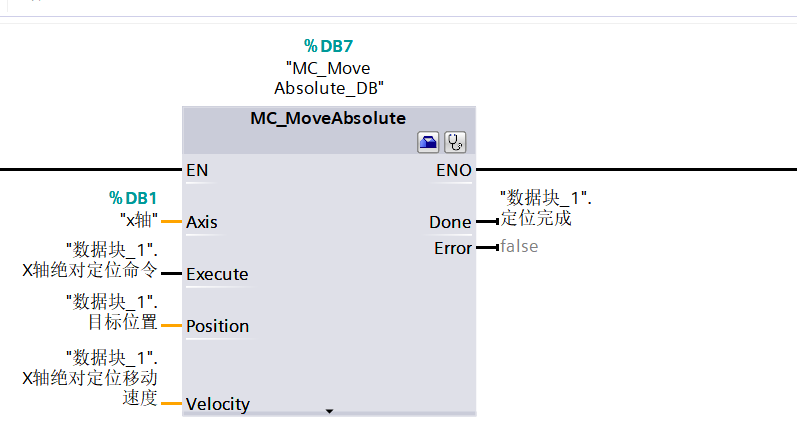 %DB7
"MC_Move
Absolute_DB"
MC_MoveAbsolute
EN
ENO
%DB1
"x轴"
Axis
"数据块_1".
X轴绝对定位命令
Execute
"数据块_1".
目标位置
Position
"数据块_1".
X轴绝对定位移动
速度
Velocity
"数据块_1".
定位完成
Done
Error
false